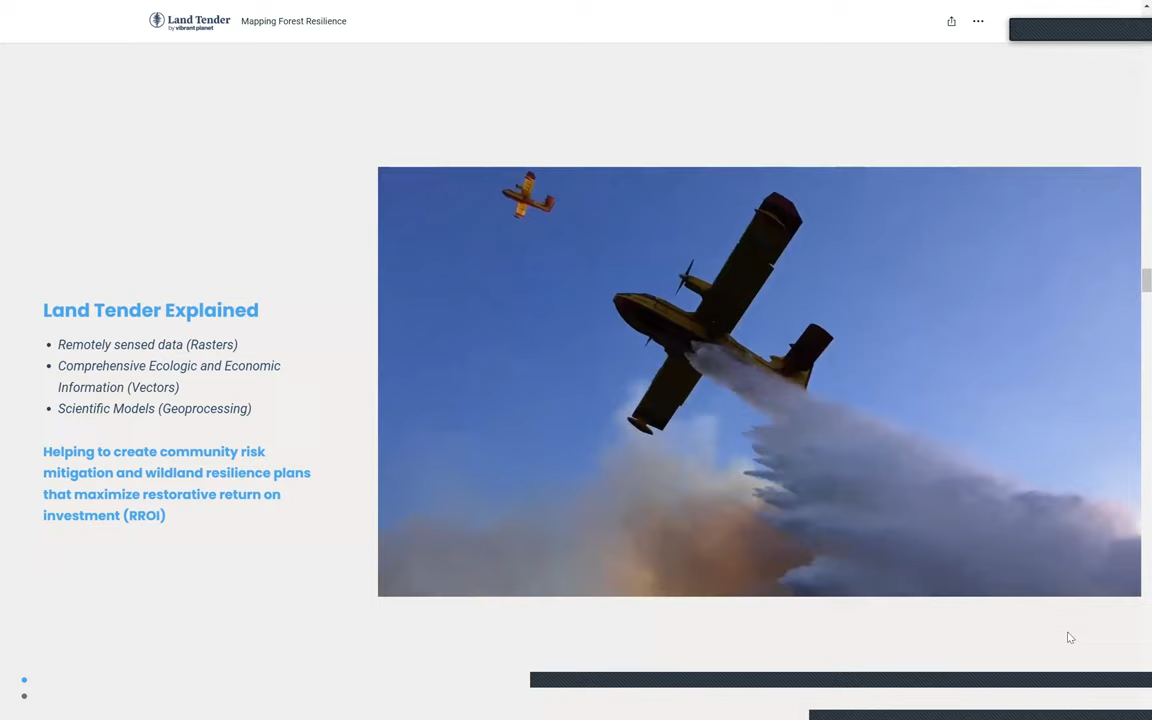 Land Tender
by vibrant planet
Mapping Forest Resilience
Land Tender Explained
• Remotely sensed data (Rasters)
• Comprehensive Ecologic and Economic
Information (Vectors)
• Scientific Models (Geoprocessing)
Helping to create community risk
mitigation and wildland resilience plans
that maximize restorative return on
investment (RROI)